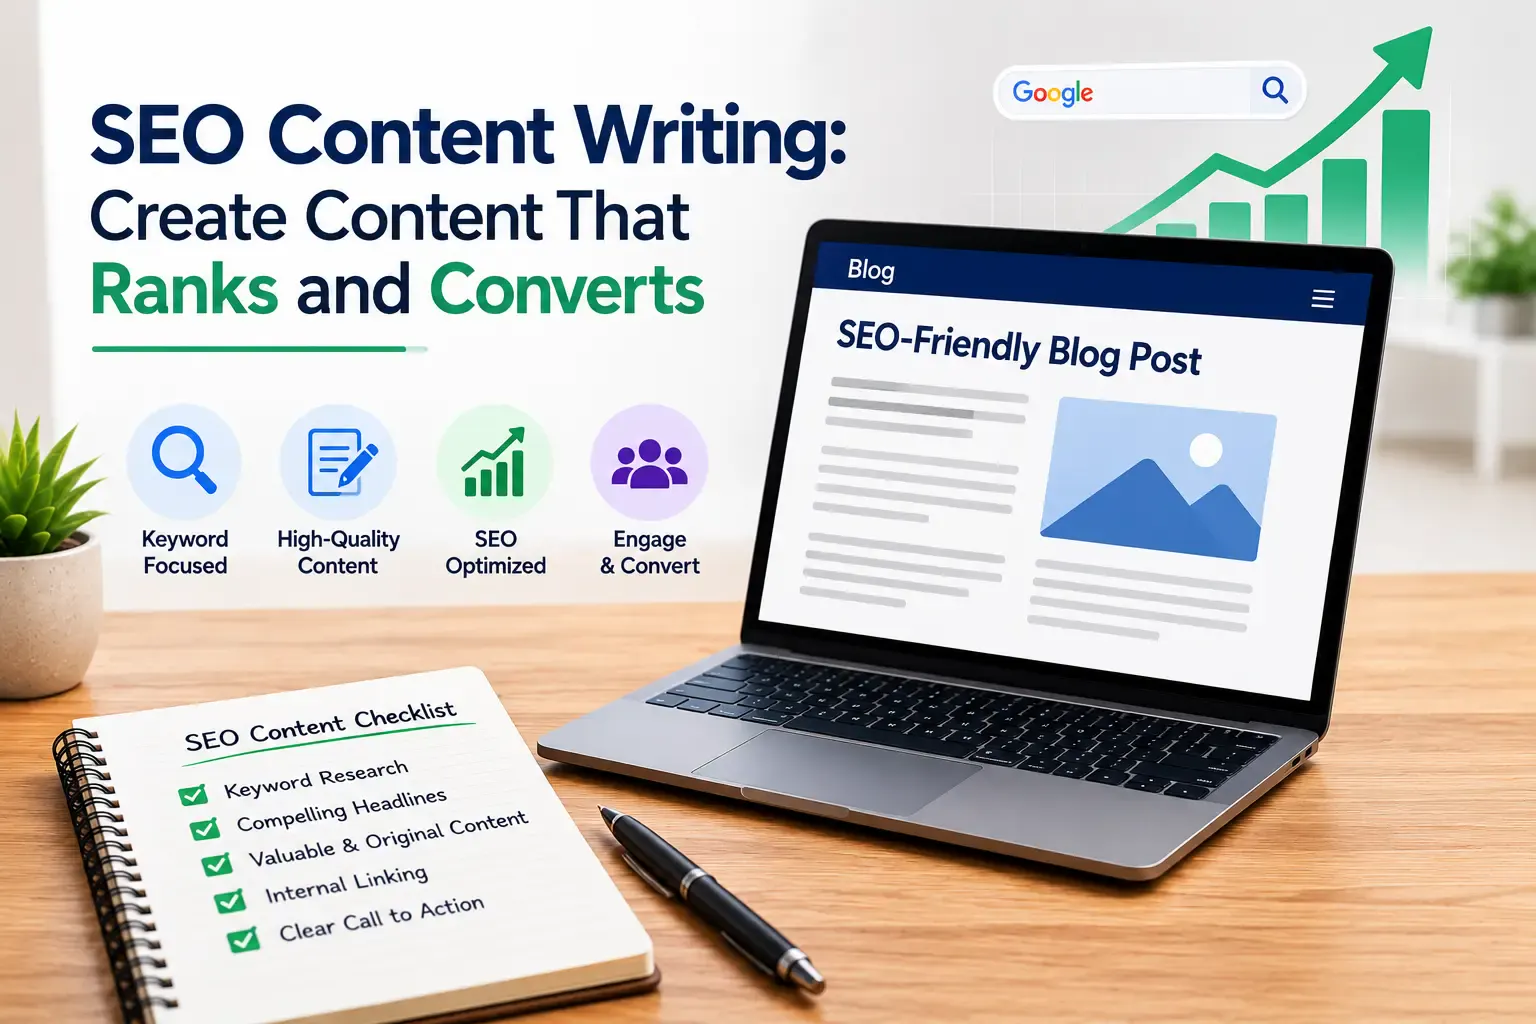 SEO Content Writing:
Create Content That
Ranks and Converts
Google
Keyword
Focused
High-Quality
Content
SEO
Optimized
Engage
& Convert
Blog
SEO-Friendly Blog Post
SEO Content Checklist
Keyword Research
Compelling Headlines
Valuable & Original Content
Internal Linking
Clear Call to Action